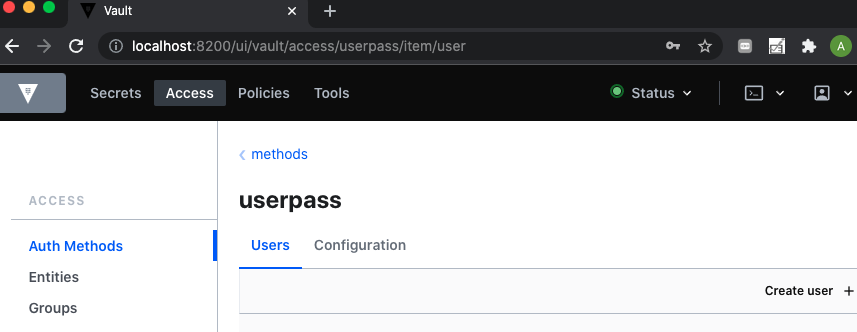 Vault
localhost:8200/ui/vault/access/userpass/item/user
A
Secrets Access Policies Tools Status
methods
ACCESS
userpass
Auth Methods
Users Configuration
Entities
Create user +
Groups